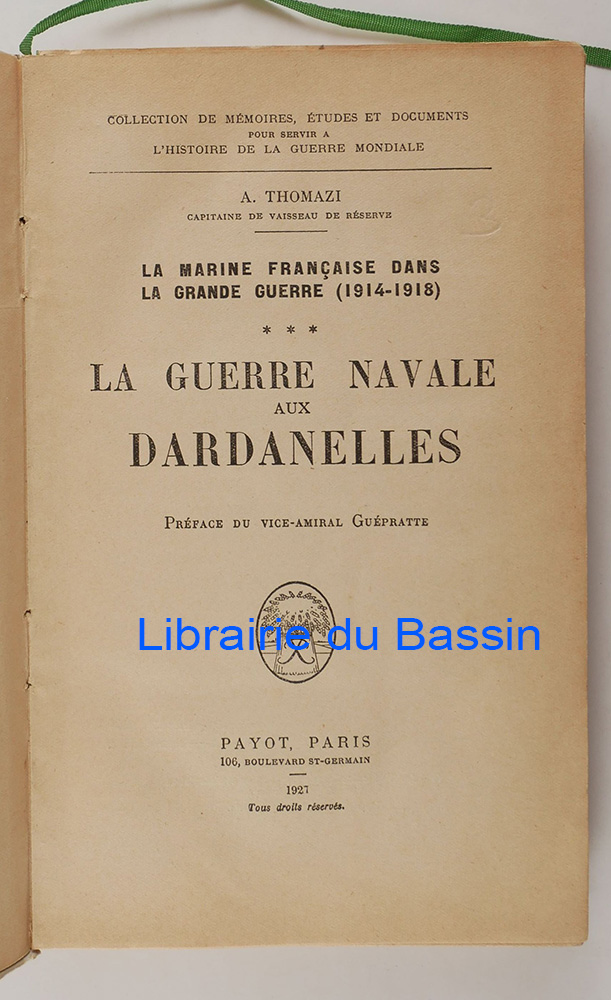 COLLECTION DE MÉMOIRES, ÉTUDES ET DOCUMENTS
POUR SERVIR A
L'HISTOIRE DE LA GUERRE MONDIALE
A. THOMAZI
CAPITAINE DE VAISSEAU DE RÉSERVE
LA MARINE FRANÇAISE DANS
LA GRANDE GUERRE (1914-1918)
* * *
LA GUERRE NAVALE
AUX
DARDANELLES
PRÉFACE DU VICE-AMIRAL GUÉPRATTE
Librairie du Bassin
PAYOT, PARIS
106, BOULEVARD ST-GERMAIN
1927
Tous droits réservés.